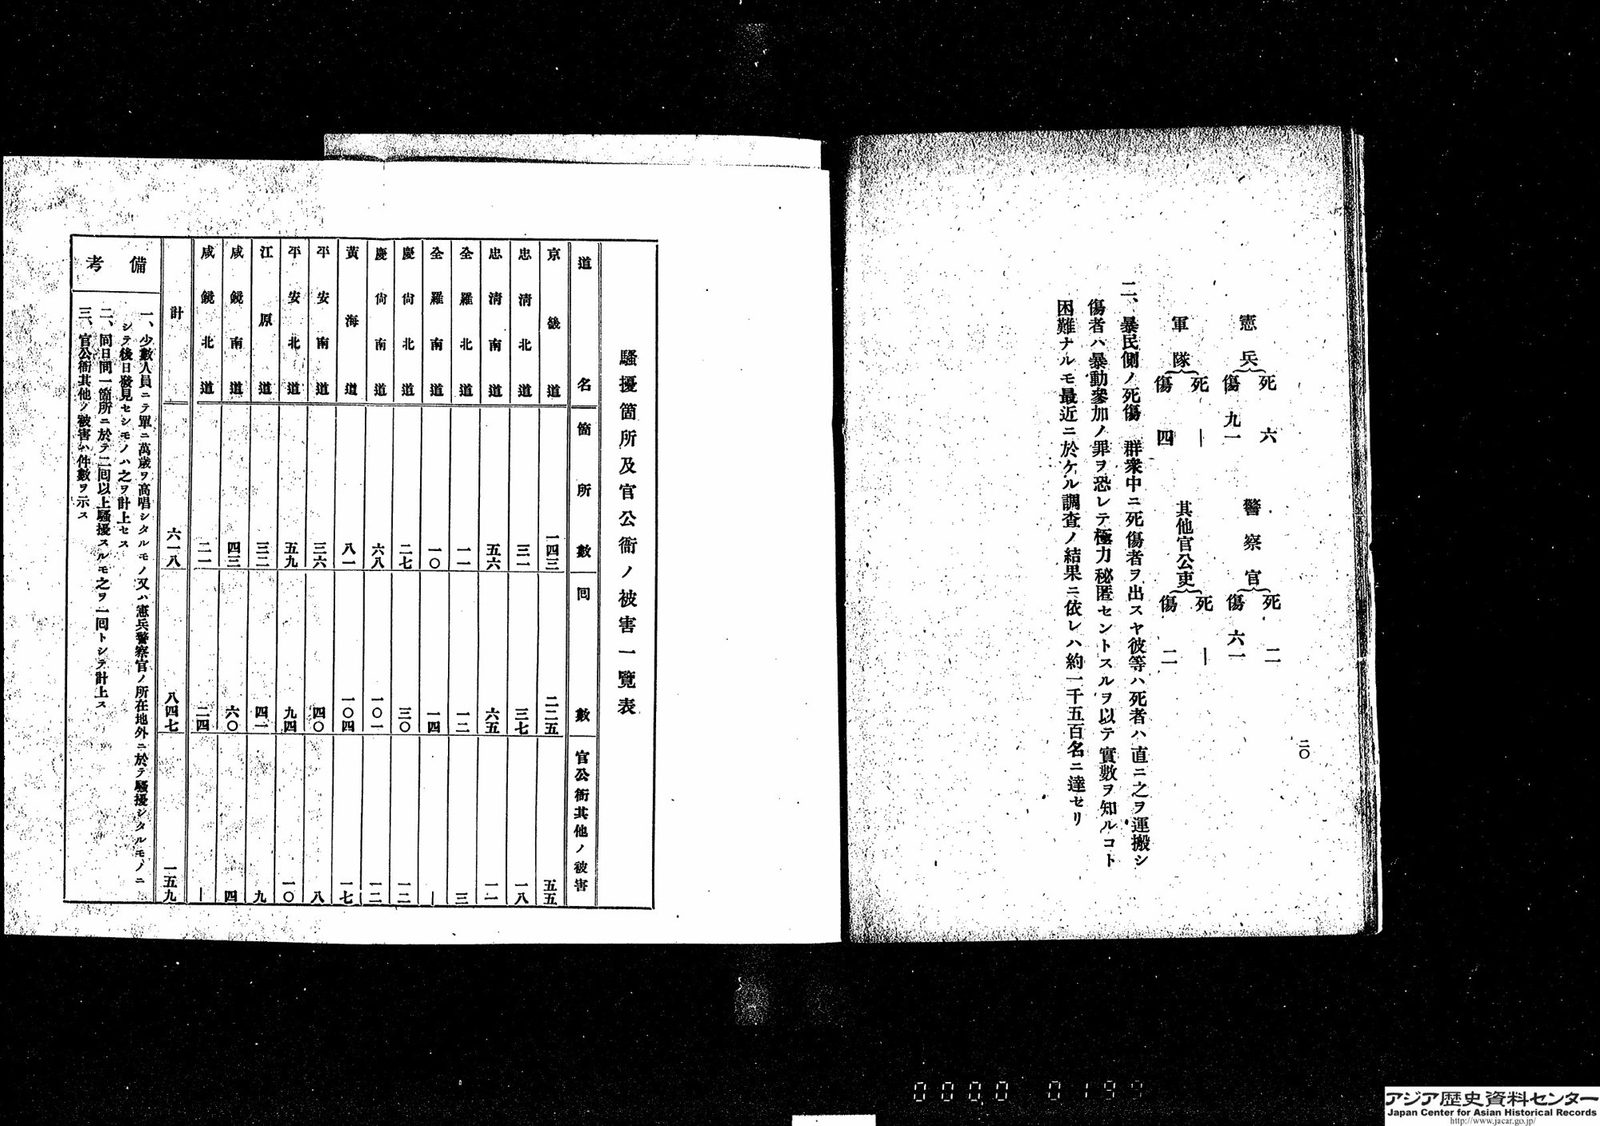 二〇
憲兵 死 六 傷 九一
警察官 死 二 傷 六一
軍隊 死 — 傷 四
其他官公吏 死 — 傷 二
二、暴民側ノ死傷 群衆中ニ死傷者ヲ出スヤ彼等ハ死者ハ直ニ之ヲ運搬シ
傷者ハ暴動參加ノ罪ヲ恐レテ極力秘匿セントスルヲ以テ實數ヲ知ルコト
困難ナルモ最近ニ於ケル調査ノ結果ニ依レハ約一千五百名ニ達セリ
騷擾箇所及官公衙ノ被害一覽表
道名 箇所數 回數 官公衙其他ノ被害
京畿道 一四三 二二五 五五
忠淸北道 三一 三七 一八
忠淸南道 五六 六五 一一
全羅北道 一一 一二 三
全羅南道 一〇 一四 —
慶尙北道 二七 三〇 一二
慶尙南道 六八 一〇一 一二
黃海道 八一 一〇四 一七
平安南道 三六 四〇 八
平安北道 五九 九四 一〇
江原道 三二 四一 九
咸鏡南道 四三 六〇 四
咸鏡北道 二一 二四 —
計 六一八 八四七 一五九
備考
一、少數人員ニテ單ニ萬歲ヲ高唱シタルモノ又ハ憲兵警察官ノ所在地外ニ於テ騷擾シタルモノニ
シテ後日發見セシモノハ之ヲ計上セス
二、同日同一箇所ニ於テ二回以上騷擾スルモ之ヲ一回トシテ計上ス
三、官公衙其他ノ被害ハ件數ヲ示ス
0000 0197
アジア歴史資料センター
Japan Center for Asian Historical Records
http://www.jacar.go.jp/